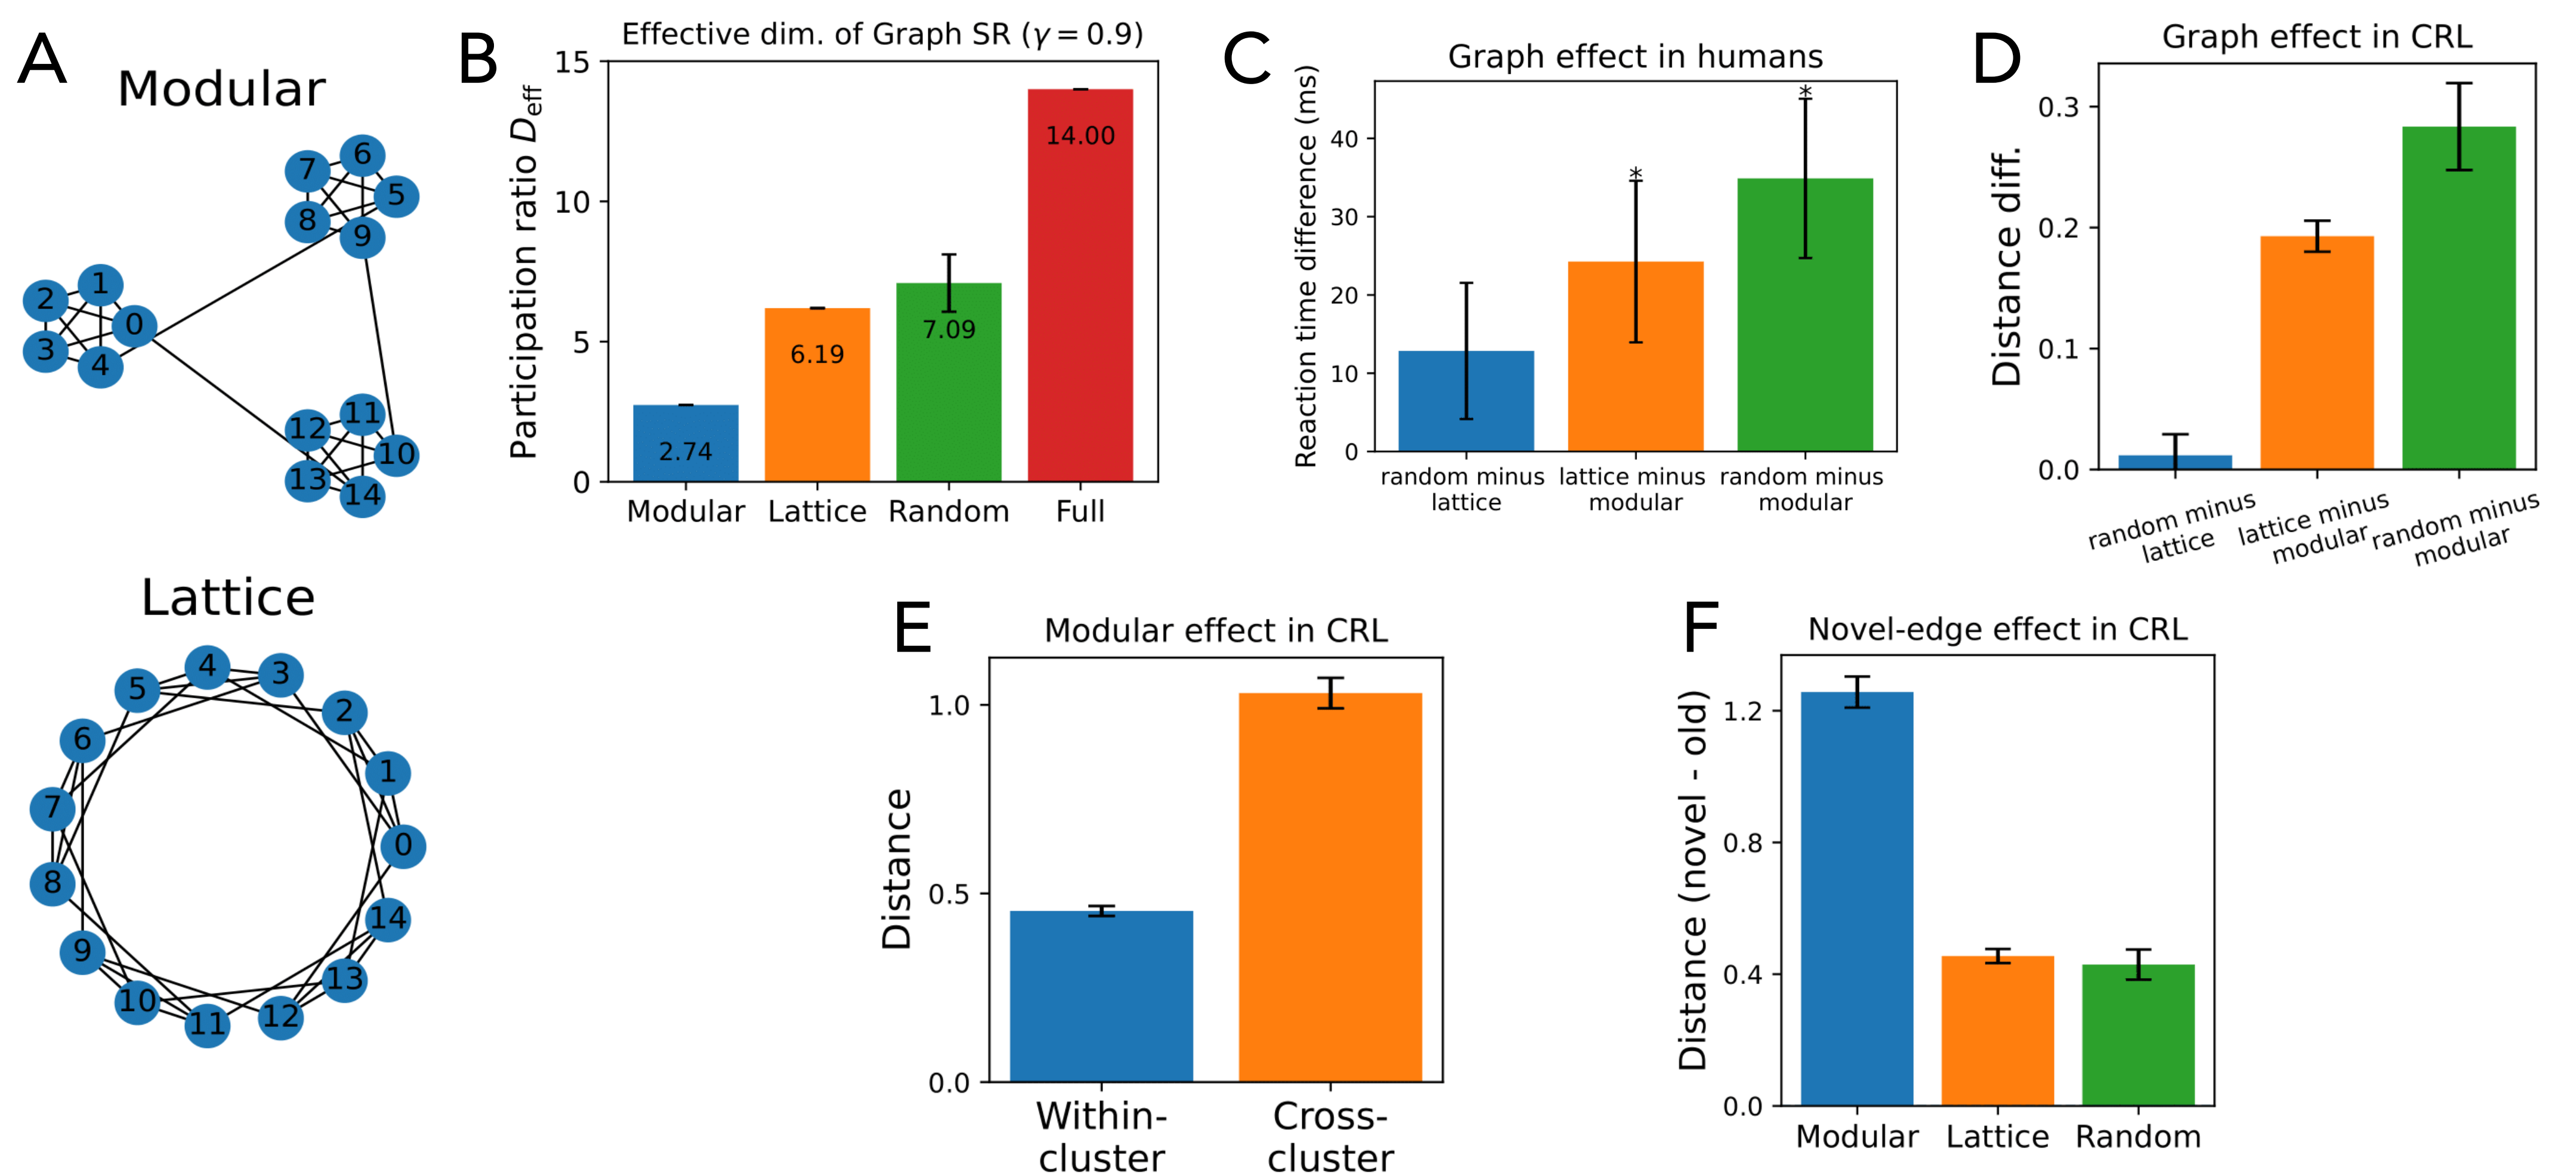 A
Modular
7
6
5
8
9
1
2
0
3
4
11
12
10
13
14
Lattice
4
3
5
2
6
1
7
0
8
14
9
13
10
12
11
B
Effective dim. of Graph SR (γ = 0.9)
Participation ratio D_eff
15
10
5
0
2.74
6.19
7.09
14.00
Modular
Lattice
Random
Full
C
Graph effect in humans
Reaction time difference (ms)
40
30
20
10
0
*
*
random minus
lattice
lattice minus
modular
random minus
modular
D
Graph effect in CRL
Distance diff.
0.3
0.2
0.1
0.0
random minus
lattice
lattice minus
modular
random minus
modular
E
Modular effect in CRL
Distance
1.0
0.5
0.0
Within-
cluster
Cross-
cluster
F
Novel-edge effect in CRL
Distance (novel - old)
1.2
0.8
0.4
0.0
Modular
Lattice
Random